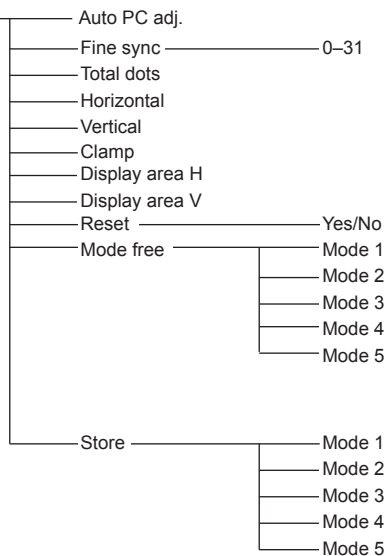 Auto PC adj.
Fine sync 0–31
Total dots
Horizontal
Vertical
Clamp
Display area H
Display area V
Reset Yes/No
Mode free Mode 1
Mode 2
Mode 3
Mode 4
Mode 5
Store Mode 1
Mode 2
Mode 3
Mode 4
Mode 5